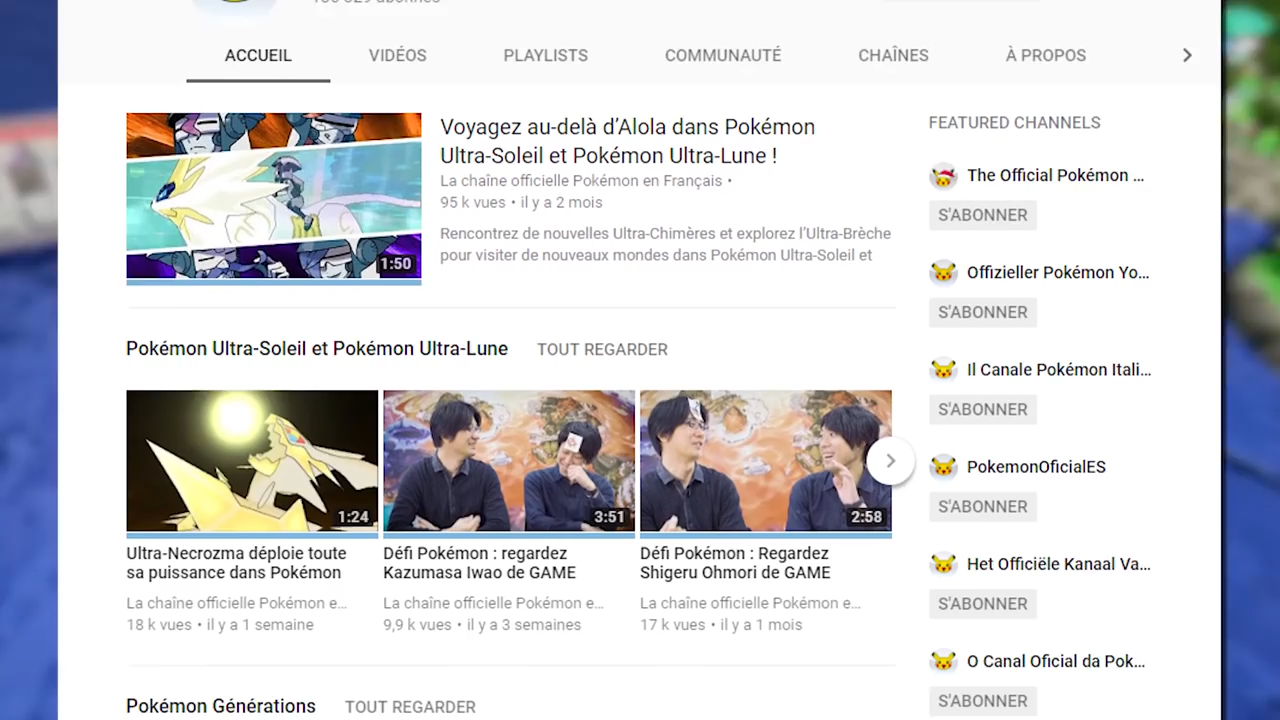 ACCUEIL
VIDÉOS
PLAYLISTS
COMMUNAUTÉ
CHAÎNES
À PROPOS
1:50
Voyagez au-delà d’Alola dans Pokémon
Ultra-Soleil et Pokémon Ultra-Lune !
La chaîne officielle Pokémon en Français •
95 k vues • il y a 2 mois
Rencontrez de nouvelles Ultra-Chimères et explorez l’Ultra-Brèche
pour visiter de nouveaux mondes dans Pokémon Ultra-Soleil et
Pokémon Ultra-Soleil et Pokémon Ultra-Lune
TOUT REGARDER
1:24
Ultra-Necrozma déploie toute
sa puissance dans Pokémon
La chaîne officielle Pokémon e...
18 k vues • il y a 1 semaine
3:51
Défi Pokémon : regardez
Kazumasa Iwao de GAME
La chaîne officielle Pokémon e...
9,9 k vues • il y a 3 semaines
2:58
Défi Pokémon : Regardez
Shigeru Ohmori de GAME
La chaîne officielle Pokémon e...
17 k vues • il y a 1 mois
Pokémon Générations
TOUT REGARDER
FEATURED CHANNELS
The Official Pokémon ...
S'ABONNER
Offizieller Pokémon Yo...
S'ABONNER
Il Canale Pokémon Itali...
S'ABONNER
PokemonOficialES
S'ABONNER
Het Officiële Kanaal Va...
S'ABONNER
O Canal Oficial da Pok...
S'ABONNER